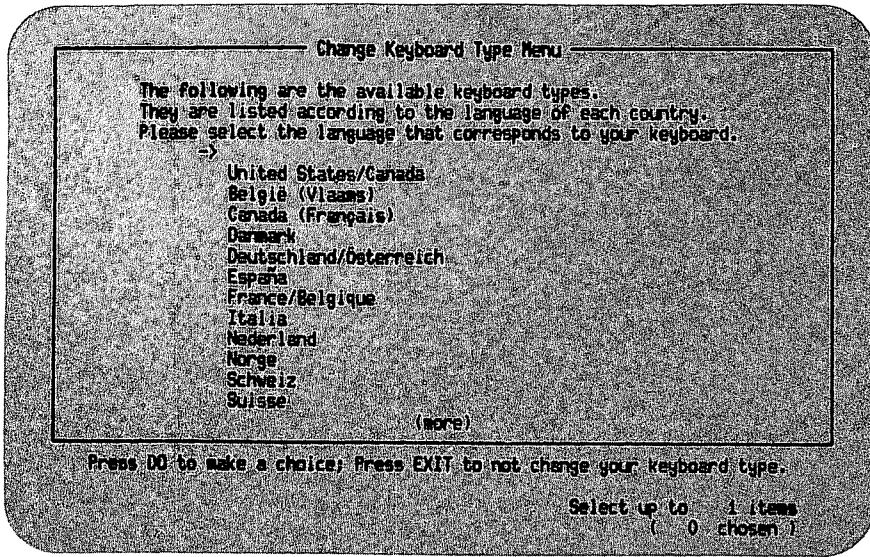 Change Keyboard Type Menu
The following are the available keyboard types.
They are listed according to the language of each country.
Please select the language that corresponds to your keyboard.
->
United States/Canada
België (Vlaams)
Canada (Français)
Danmark
Deutschland/Österreich
España
France/Belgique
Italia
Nederland
Norge
Schweiz
Suisse
(more)
Press DO to make a choice; Press EXIT to not change your keyboard type.
Select up to 1 items
( 0 chosen )